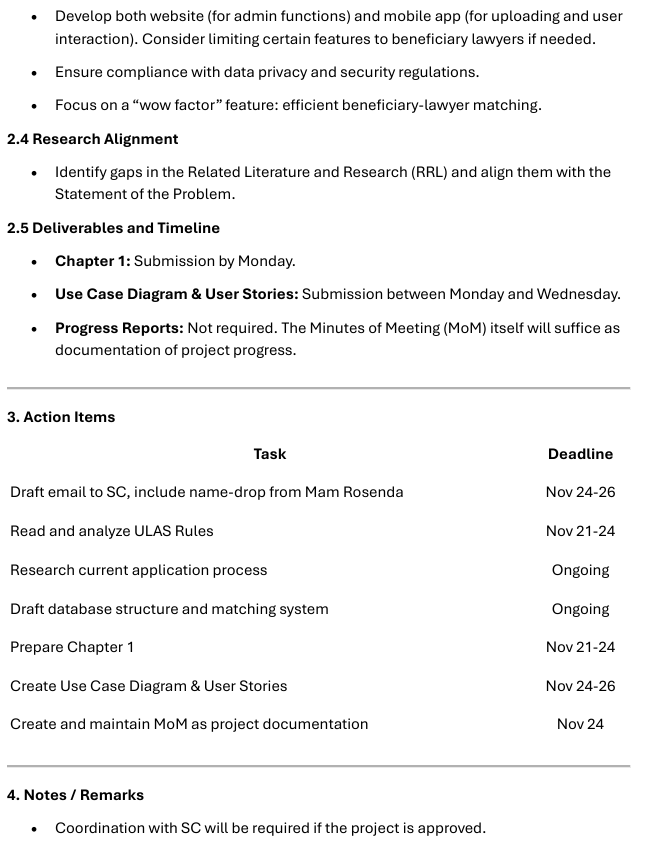 • Develop both website (for admin functions) and mobile app (for uploading and user
interaction). Consider limiting certain features to beneficiary lawyers if needed.
• Ensure compliance with data privacy and security regulations.
• Focus on a “wow factor” feature: efficient beneficiary-lawyer matching.
2.4 Research Alignment
• Identify gaps in the Related Literature and Research (RRL) and align them with the
Statement of the Problem.
2.5 Deliverables and Timeline
• Chapter 1: Submission by Monday.
• Use Case Diagram & User Stories: Submission between Monday and Wednesday.
• Progress Reports: Not required. The Minutes of Meeting (MoM) itself will suffice as
documentation of project progress.
3. Action Items
Task Deadline
Draft email to SC, include name-drop from Mam Rosenda Nov 24-26
Read and analyze ULAS Rules Nov 21-24
Research current application process Ongoing
Draft database structure and matching system Ongoing
Prepare Chapter 1 Nov 21-24
Create Use Case Diagram & User Stories Nov 24-26
Create and maintain MoM as project documentation Nov 24
4. Notes / Remarks
• Coordination with SC will be required if the project is approved.